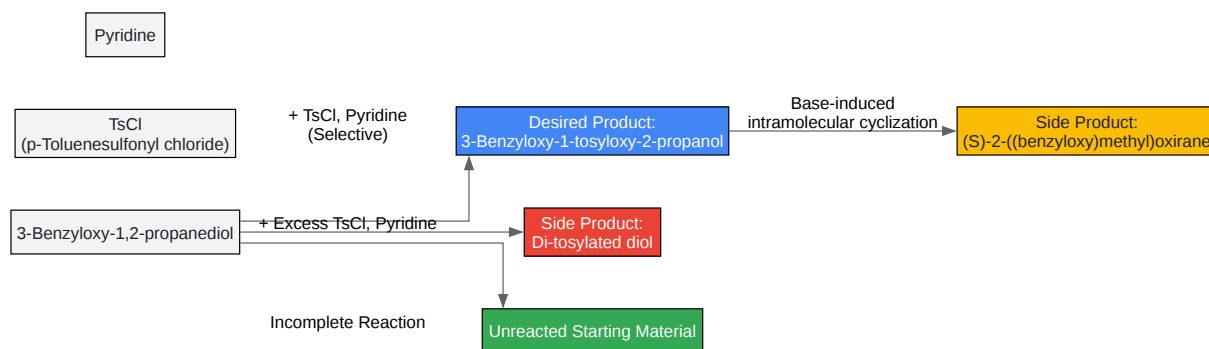 Pyridine
TsCl
(p-Toluenesulfonyl chloride)
+ TsCl, Pyridine
(Selective)
Desired Product:
3-Benzyloxy-1-tosyloxy-2-propanol
Base-induced
intramolecular cyclization
Side Product:
(S)-2-((benzyloxy)methyl)oxirane
3-Benzyloxy-1,2-propanediol
+ Excess TsCl, Pyridine
Side Product:
Di-tosylated diol
Incomplete Reaction
Unreacted Starting Material